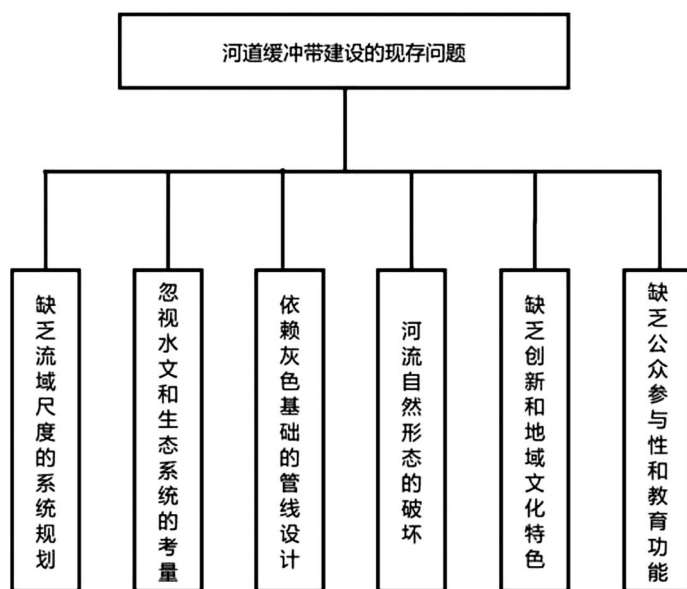 河道缓冲带建设的现存问题
缺乏流域尺度的系统规划
忽视水文和生态系统的考量
依赖灰色基础的管线设计
河流自然形态的破坏
缺乏创新和地域文化特色
缺乏公众参与性和教育功能